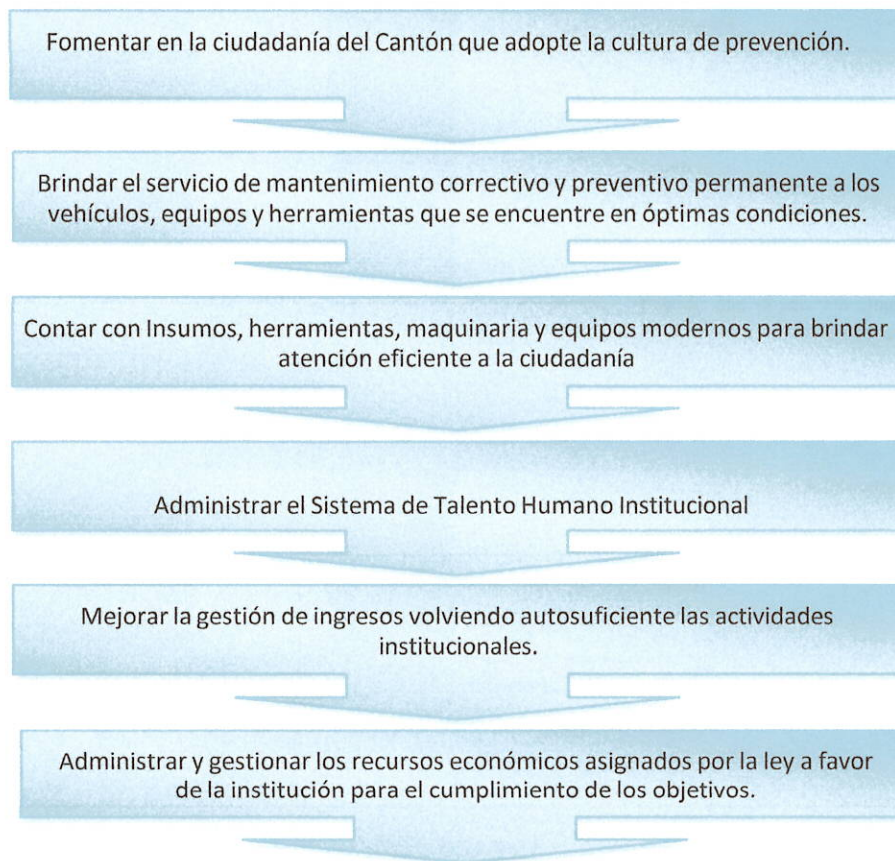 Fomentar en la ciudadanía del Cantón que adopte la cultura de prevención.
Brindar el servicio de mantenimiento correctivo y preventivo permanente a los
vehículos, equipos y herramientas que se encuentre en óptimas condiciones.
Contar con Insumos, herramientas, maquinaria y equipos modernos para brindar
atención eficiente a la ciudadanía
Administrar el Sistema de Talento Humano Institucional
Mejorar la gestión de ingresos volviendo autosuficiente las actividades
institucionales.
Administrar y gestionar los recursos económicos asignados por la ley a favor
de la institución para el cumplimiento de los objetivos.